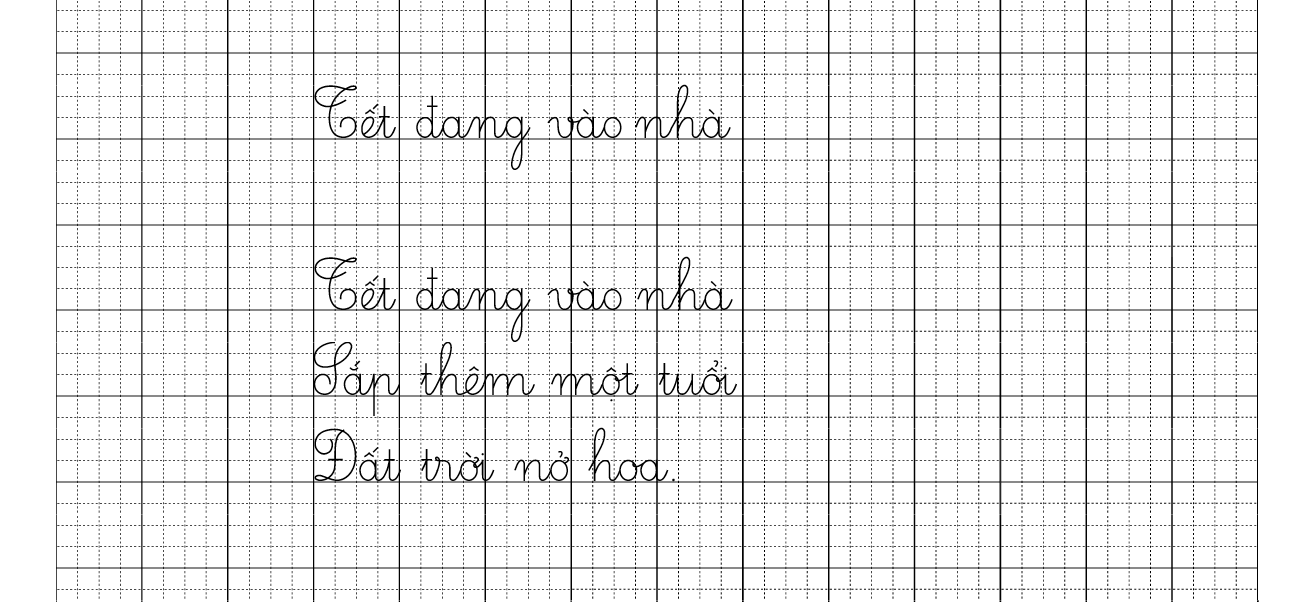 Tết đang vào nhà
Tết đang vào nhà
Sắp thêm một tuổi
Đất trời nở hoa.